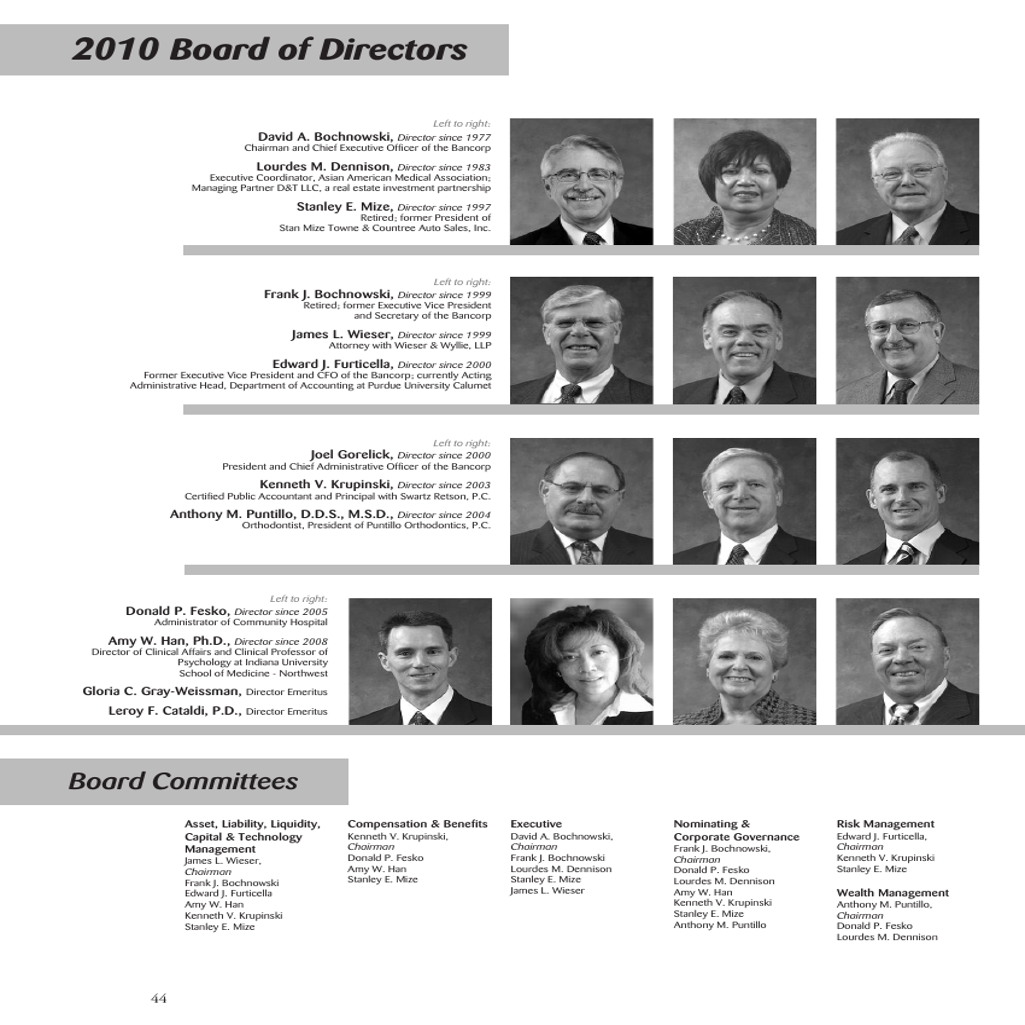 2010 Board of Directors
Left to right:
David A. Bochnowski, Director since 1977
Chairman and Chief Executive Officer of the Bancorp
Lourdes M. Dennison, Director since 1983
Executive Coordinator, Asian American Medical Association;
Managing Partner D&T LLC, a real estate investment partnership
Stanley E. Mize, Director since 1997
Retired; former President of
Stan Mize Towne & Countree Auto Sales, Inc.
Left to right:
Frank J. Bochnowski, Director since 1999
Retired; former Executive Vice President
and Secretary of the Bancorp
James L. Wieser, Director since 1999
Attorney with Wieser & Wyllie, LLP
Edward J. Furticella, Director since 2000
Former Executive Vice President and CFO of the Bancorp; currently Acting
Administrative Head, Department of Accounting at Purdue University Calumet
Left to right:
Joel Gorelick, Director since 2000
President and Chief Administrative Officer of the Bancorp
Kenneth V. Krupinski, Director since 2003
Certified Public Accountant and Principal with Swartz Retson, P.C.
Anthony M. Puntillo, D.D.S., M.S.D., Director since 2004
Orthodontist, President of Puntillo Orthodontics, P.C.
Left to right:
Donald P. Fesko, Director since 2005
Administrator of Community Hospital
Amy W. Han, Ph.D., Director since 2008
Director of Clinical Affairs and Clinical Professor of
Psychology at Indiana University
School of Medicine - Northwest
Gloria C. Gray-Weissman, Director Emeritus
Leroy F. Cataldi, P.D., Director Emeritus
Board Committees
Asset, Liability, Liquidity,
Capital & Technology
Management
James L. Wieser,
Chairman
Frank J. Bochnowski
Edward J. Furticella
Amy W. Han
Kenneth V. Krupinski
Stanley E. Mize
Compensation & Benefits
Kenneth V. Krupinski,
Chairman
Donald P. Fesko
Amy W. Han
Stanley E. Mize
Executive
David A. Bochnowski,
Chairman
Frank J. Bochnowski
Lourdes M. Dennison
Stanley E. Mize
James L. Wieser
Nominating &
Corporate Governance
Frank J. Bochnowski,
Chairman
Donald P. Fesko
Lourdes M. Dennison
Amy W. Han
Kenneth V. Krupinski
Stanley E. Mize
Anthony M. Puntillo
Risk Management
Edward J. Furticella,
Chairman
Kenneth V. Krupinski
Stanley E. Mize
Wealth Management
Anthony M. Puntillo,
Chairman
Donald P. Fesko
Lourdes M. Dennison
44